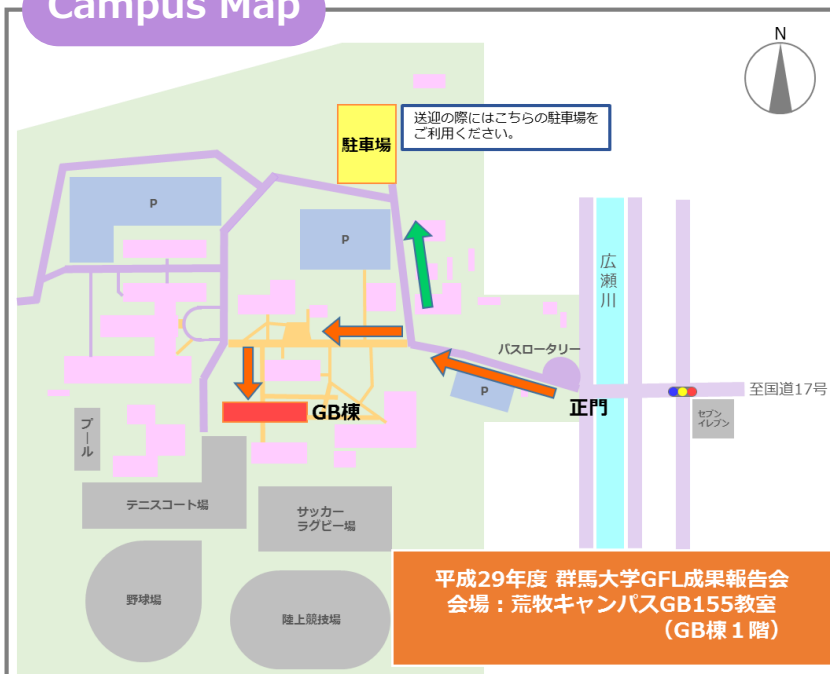 Campus Map
N
送迎の際にはこちらの駐車場を
ご利用ください。
駐車場
P
P
広瀬川
バスロータリー
P
至国道17号
正門
セブン
イレブン
GB棟
プール
テニスコート場
サッカー
ラグビー場
野球場
陸上競技場
平成29年度 群馬大学GFL成果報告会
会場：荒牧キャンパスGB155教室
（GB棟１階）